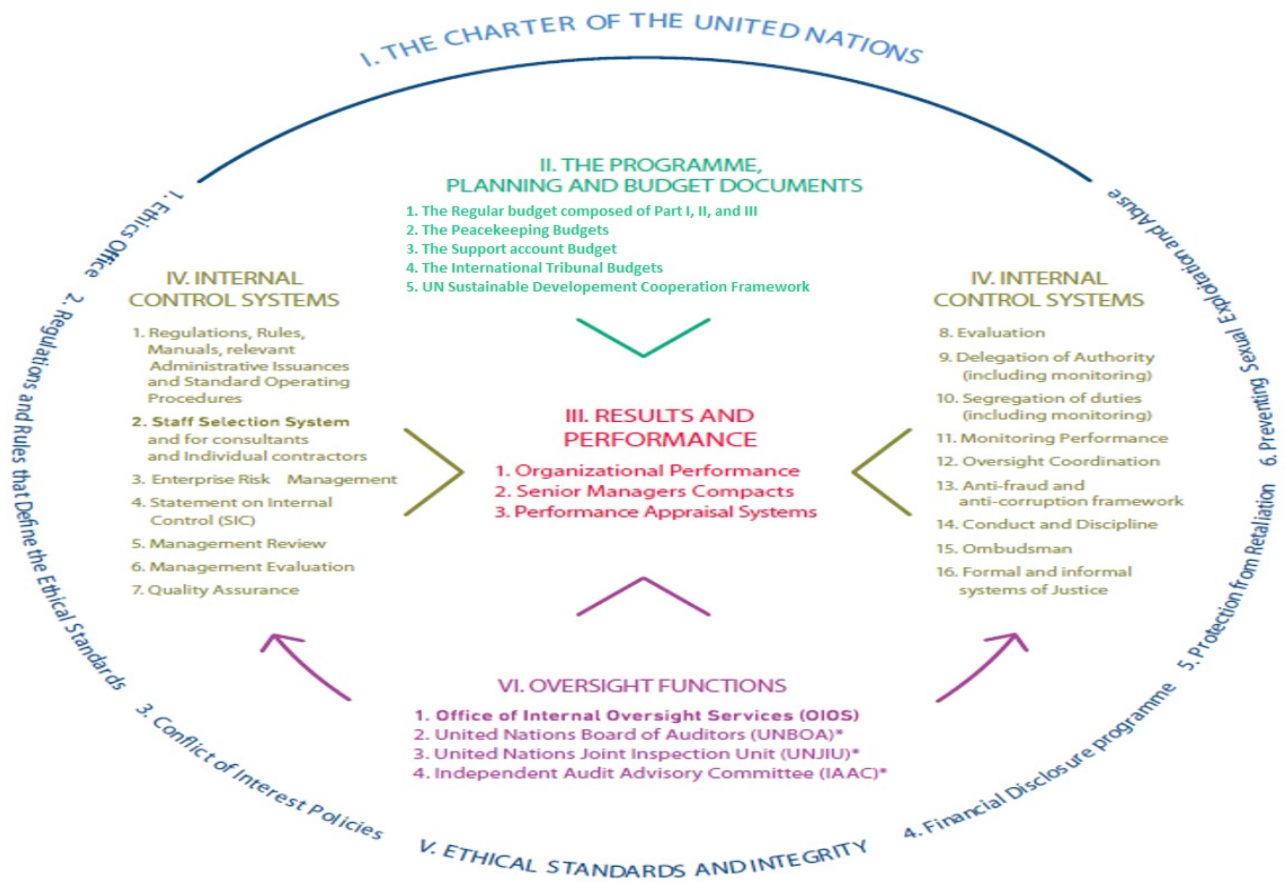 I. THE CHARTER OF THE UNITED NATIONS
II. THE PROGRAMME,
PLANNING AND BUDGET DOCUMENTS
1. The Regular budget composed of Part I, II, and III
2. The Peacekeeping Budgets
3. The Support account Budget
4. The International Tribunal Budgets
5. UN Sustainable Developement Cooperation Framework
IV. INTERNAL
CONTROL SYSTEMS
1. Regulations, Rules,
Manuals, relevant
Administrative Issuances
and Standard Operating
Procedures
2. Staff Selection System
and for consultants
and Individual contractors
3. Enterprise Risk Management
4. Statement on Internal
Control (SIC)
5. Management Review
6. Management Evaluation
7. Quality Assurance
III. RESULTS AND
PERFORMANCE
1. Organizational Performance
2. Senior Managers Compacts
3. Performance Appraisal Systems
IV. INTERNAL
CONTROL SYSTEMS
8. Evaluation
9. Delegation of Authority
(including monitoring)
10. Segregation of duties
(including monitoring)
11. Monitoring Performance
12. Oversight Coordination
13. Anti-fraud and
anti-corruption framework
14. Conduct and Discipline
15. Ombudsman
16. Formal and informal
systems of Justice
VI. OVERSIGHT FUNCTIONS
1. Office of Internal Oversight Services (OIOS)
2. United Nations Board of Auditors (UNBOA)*
3. United Nations Joint Inspection Unit (UNJIU)*
4. Independent Audit Advisory Committee (IAAC)*
V. ETHICAL STANDARDS AND INTEGRITY
1. Ethics Office
2. Regulations and Rules that Define the Ethical Standards
3. Conflict of Interest Policies
4. Financial Disclosure programme
5. Protection from Retaliation
6. Preventing Sexual Exploitation and Abuse